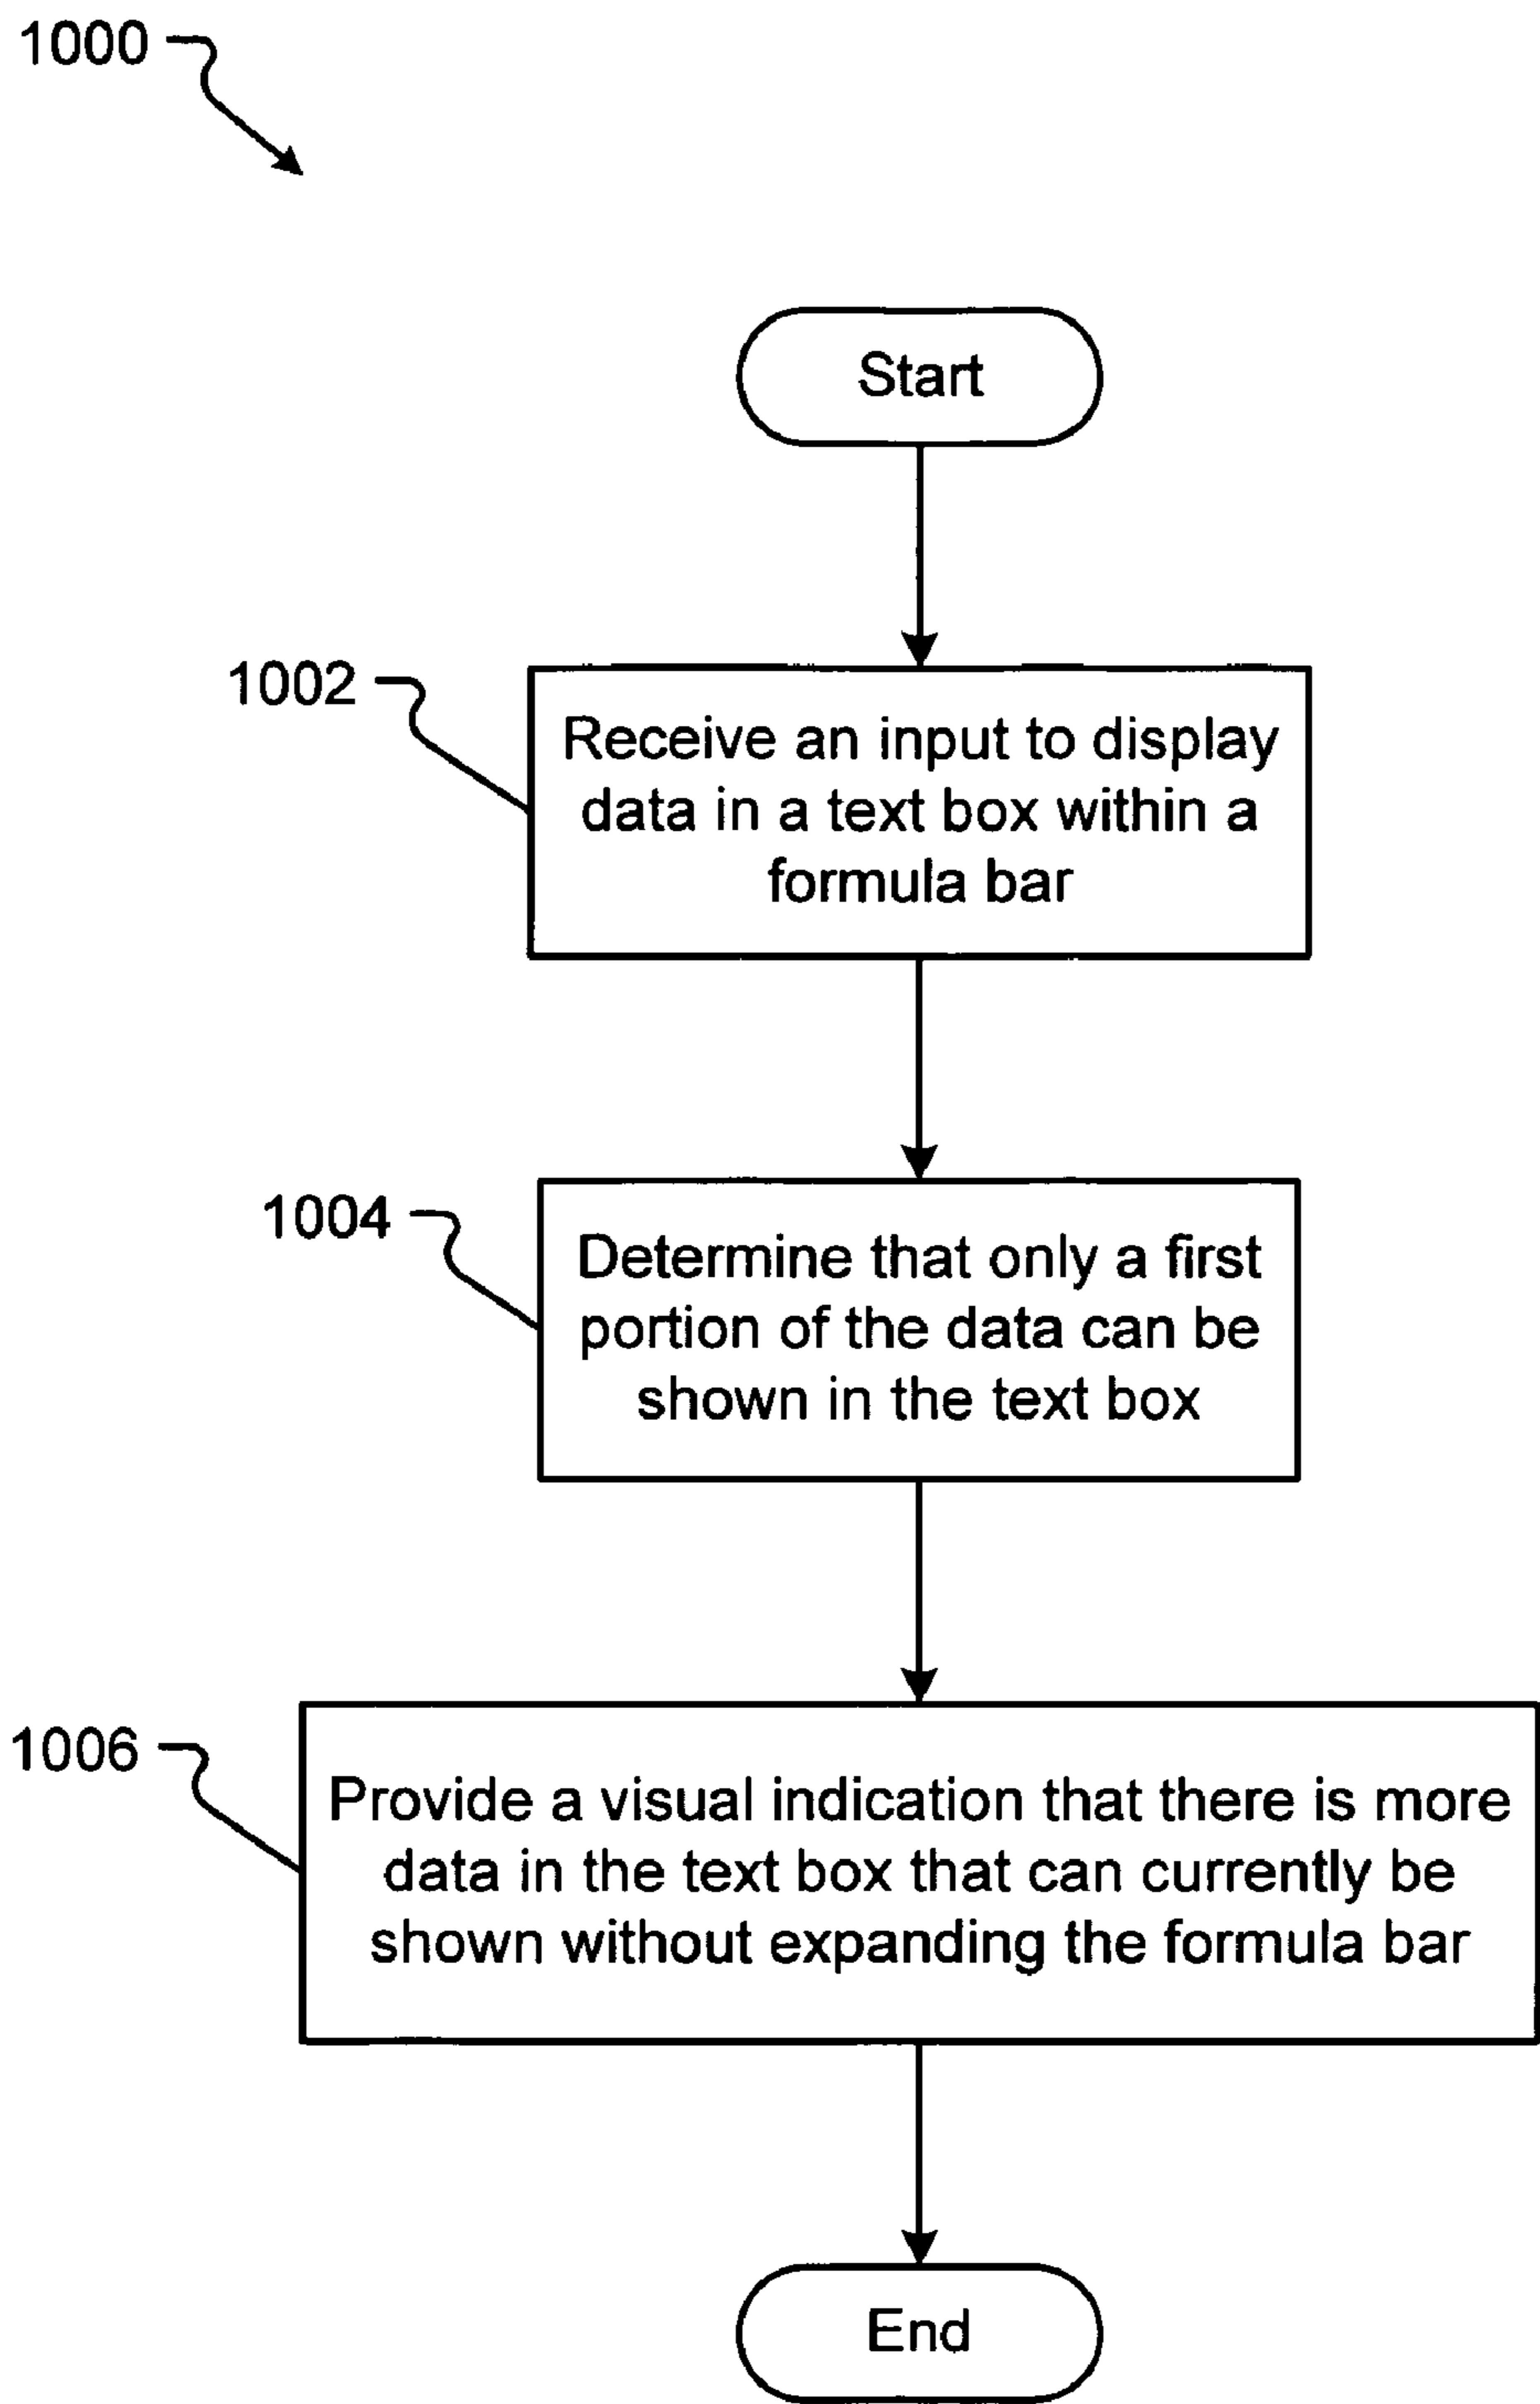 1000
Start
1002
Receive an input to display
data in a text box within a
formula bar
1004
Determine that only a first
portion of the data can be
shown in the text box
1006
Provide a visual indication that there is more
data in the text box that can currently be
shown without expanding the formula bar
End